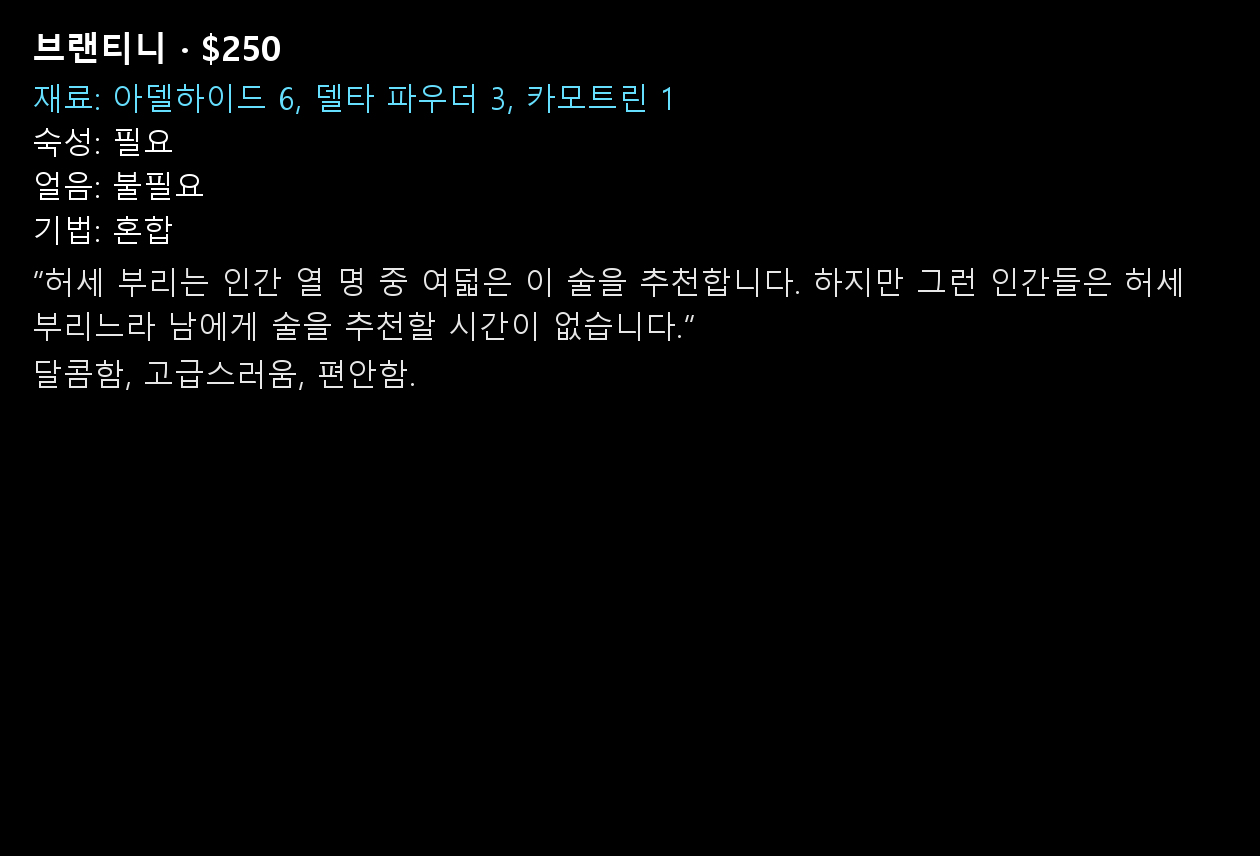 브랜티니 · $250
재료: 아델하이드 6, 델타 파우더 3, 카모트린 1
숙성: 필요
얼음: 불필요
기법: 혼합
"허세 부리는 인간 열 명 중 여덟은 이 술을 추천합니다. 하지만 그런 인간들은 허세
부리느라 남에게 술을 추천할 시간이 없습니다."
달콤함, 고급스러움, 편안함.